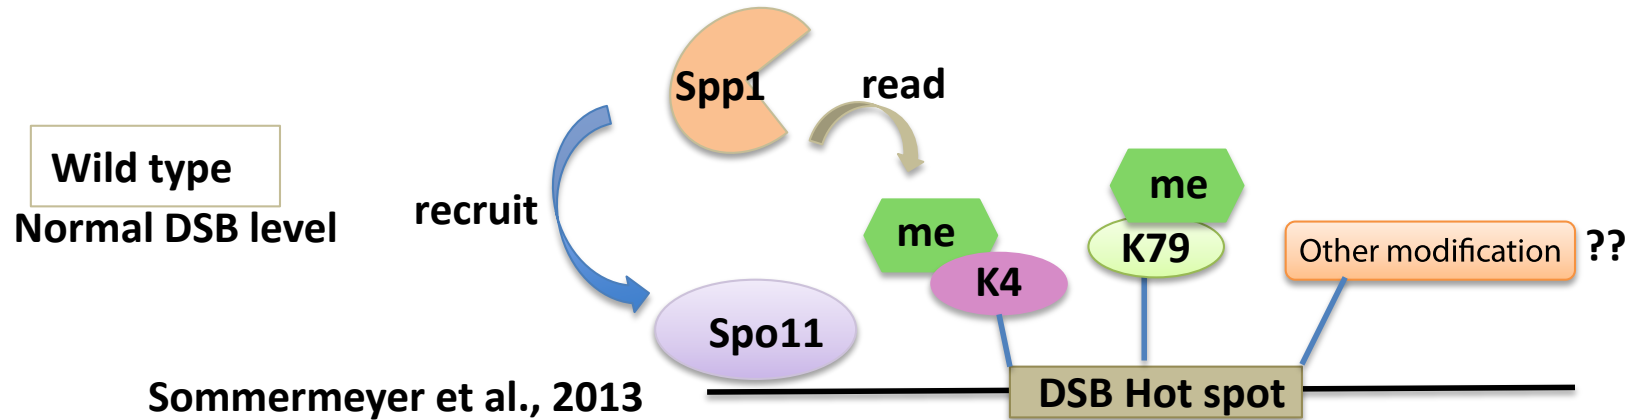 Spp1
read
Wild type
Normal DSB level
recruit
me
me
K79
K4
Other modification ??
Spo11
Sommermeyer et al., 2013
DSB Hot spot